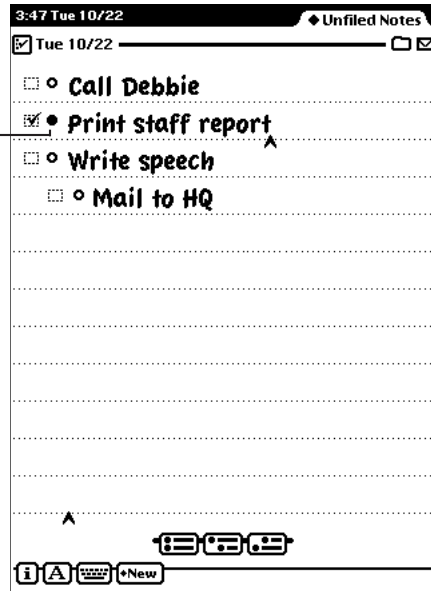 3:47 Tue 10/22
Unfiled Notes
Tue 10/22
Call Debbie
Print staff report
Write speech
Mail to HQ
i A New